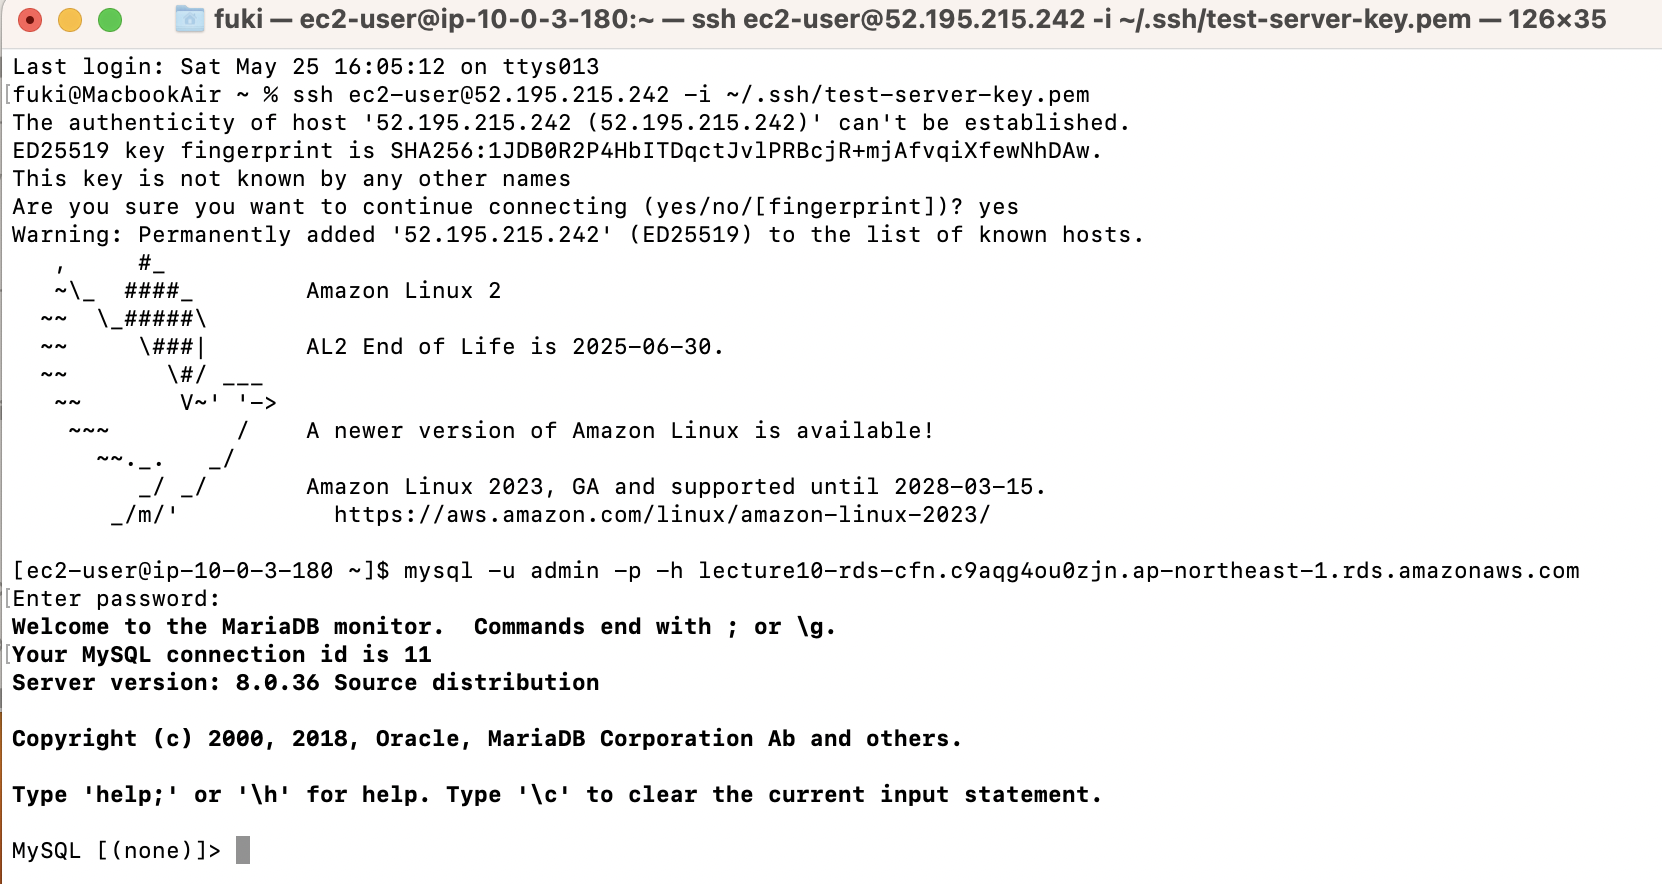 fuki — ec2-user@ip-10-0-3-180:~ — ssh ec2-user@52.195.215.242 -i ~/.ssh/test-server-key.pem — 126×35
Last login: Sat May 25 16:05:12 on ttys013
[fuki@MacbookAir ~ % ssh ec2-user@52.195.215.242 -i ~/.ssh/test-server-key.pem
The authenticity of host '52.195.215.242 (52.195.215.242)' can't be established.
ED25519 key fingerprint is SHA256:1JDB0R2P4HbITDqctJvlPRBcjR+mjAfvqiXfewNhDAw.
This key is not known by any other names
Are you sure you want to continue connecting (yes/no/[fingerprint])? yes
Warning: Permanently added '52.195.215.242' (ED25519) to the list of known hosts.
   ,     #_
   ~\_  ####_        Amazon Linux 2
  ~~  \_#####\
  ~~     \###|       AL2 End of Life is 2025-06-30.
  ~~       \#/ ___
   ~~       V~' '->
    ~~~         /    A newer version of Amazon Linux is available!
      ~~._.   _/
         _/ _/       Amazon Linux 2023, GA and supported until 2028-03-15.
       _/m/'           https://aws.amazon.com/linux/amazon-linux-2023/
[ec2-user@ip-10-0-3-180 ~]$ mysql -u admin -p -h lecture10-rds-cfn.c9aqg4ou0zjn.ap-northeast-1.rds.amazonaws.com
[Enter password:
Welcome to the MariaDB monitor.  Commands end with ; or \g.
[Your MySQL connection id is 11
Server version: 8.0.36 Source distribution
Copyright (c) 2000, 2018, Oracle, MariaDB Corporation Ab and others.
Type 'help;' or '\h' for help. Type '\c' to clear the current input statement.
MySQL [(none)]>